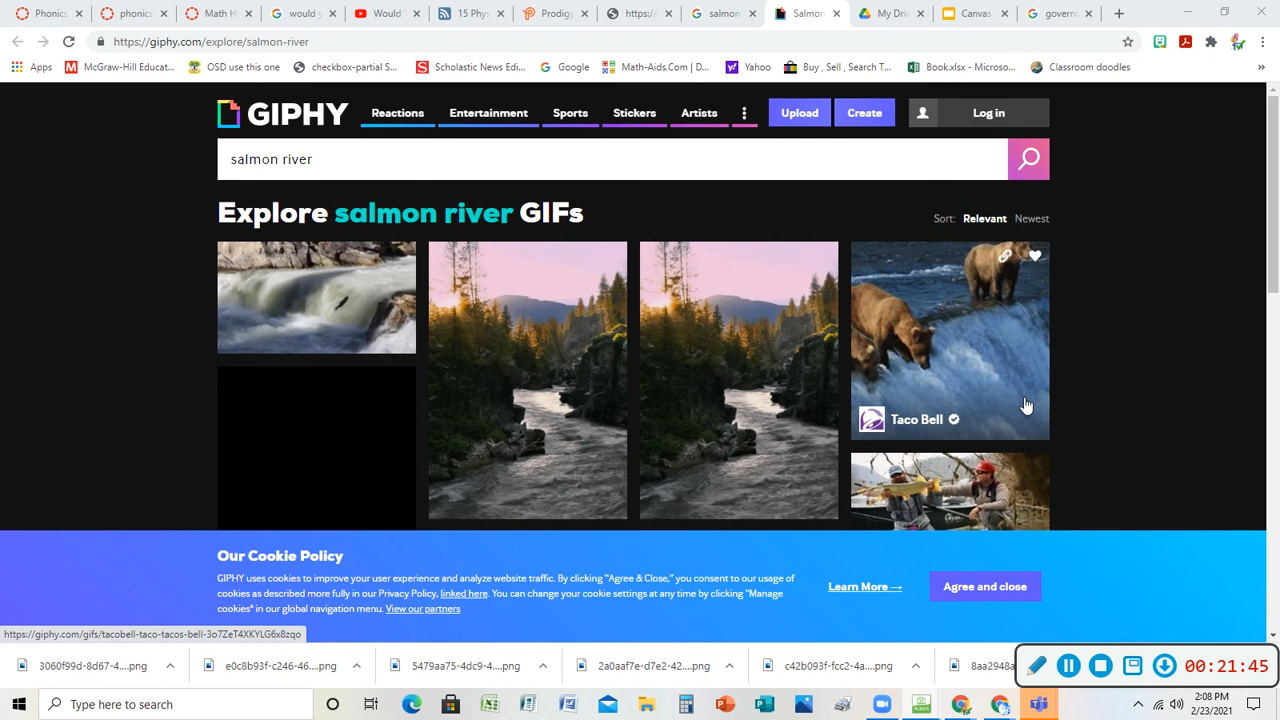 Phonics
phonics
Math H
would y
Would
15 Phys
Prodigy
https:/
salmon
Salmon
My Driv
Canvas
govern
https://giphy.com/explore/salmon-river
Apps
McGraw-Hill Educat...
OSD use this one
checkbox-partial S...
Scholastic News Edi...
Google
Math-Aids.Com | D...
Yahoo
Buy , Sell , Search T...
Book.xlsx - Microso...
Classroom doodles
»
GIPHY
Reactions
Entertainment
Sports
Stickers
Artists
Upload
Create
Log in
salmon river
Explore salmon river GIFs
Sort: Relevant Newest
Taco Bell
Our Cookie Policy
GIPHY uses cookies to improve your user experience and analyze website traffic. By clicking "Agree & Close," you consent to our usage
of cookies as described more fully in our Privacy Policy, linked here. You can change your cookie settings at any time by clicking "Manage
cookies" in our global navigation menu. View our partners
Learn More →
Agree and close
https://giphy.com/gifs/tacobell-taco-tacos-bell-3o7ZeT4XKYLG6x8zqo
3060f99d-8d67-4....png
e0c8b93f-c246-46....png
5479aa75-4dc9-4....png
2a0aaf7e-d7e2-42....png
c42b093f-fcc2-4a....png
8aa2948a
00:21:45
Type here to search
2:08 PM
2/23/2021